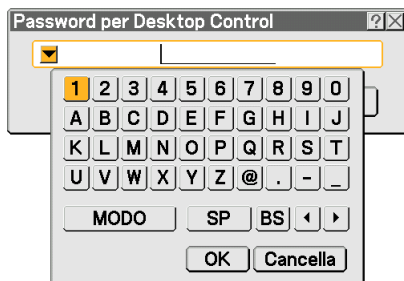 Password per Desktop Control ? X
1 2 3 4 5 6 7 8 9 0
A B C D E F G H I J
K L M N O P Q R S T
U V W X Y Z @ . - _
MODO SP BS
OK Cancella